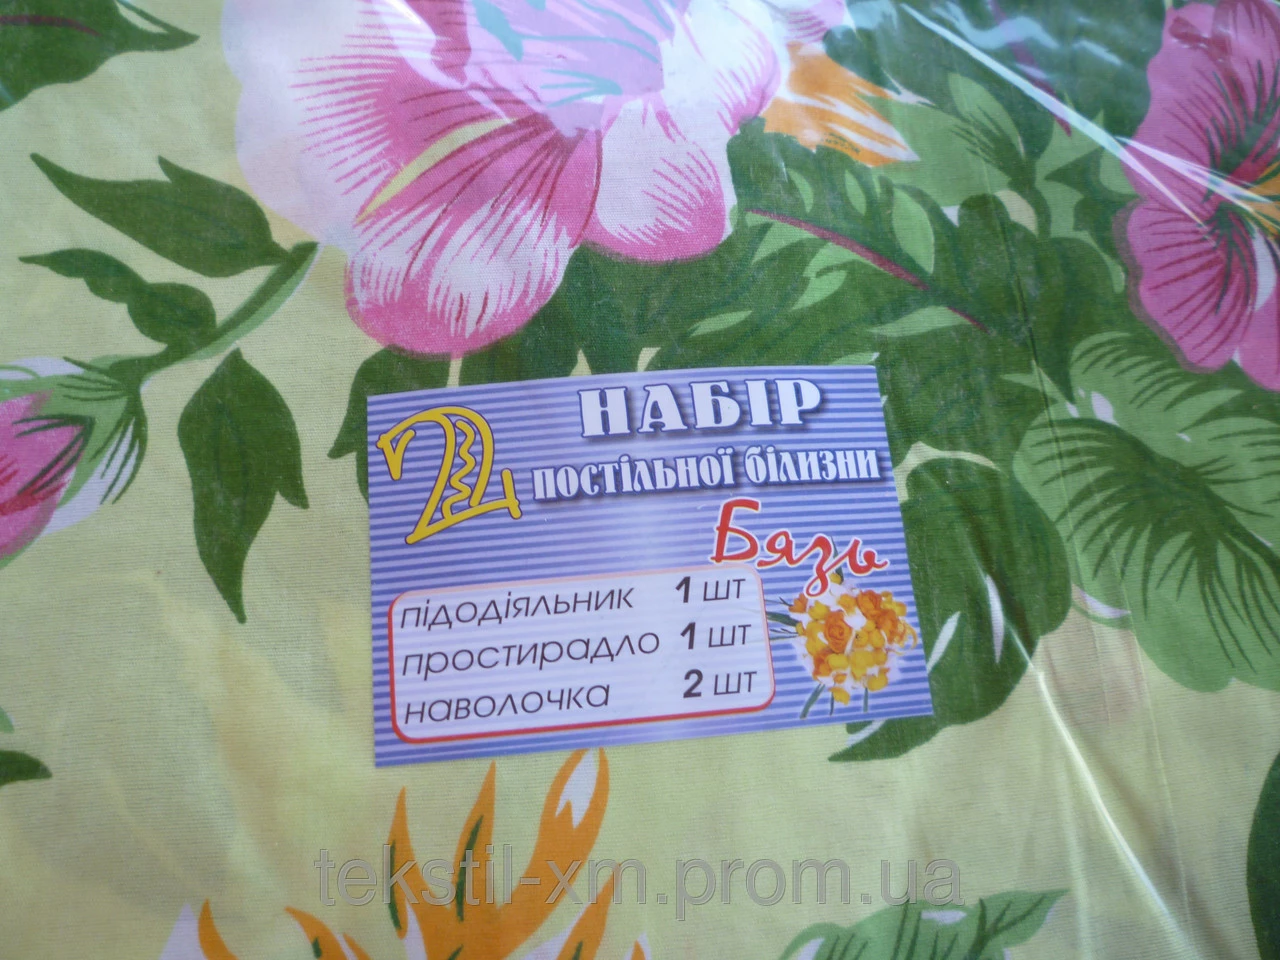 2
НАБІР
постільної білизни
Бязь
підодіяльник 1 шт
простирадло 1 шт
наволочка 2 шт
tekstil-xm.prom.ua